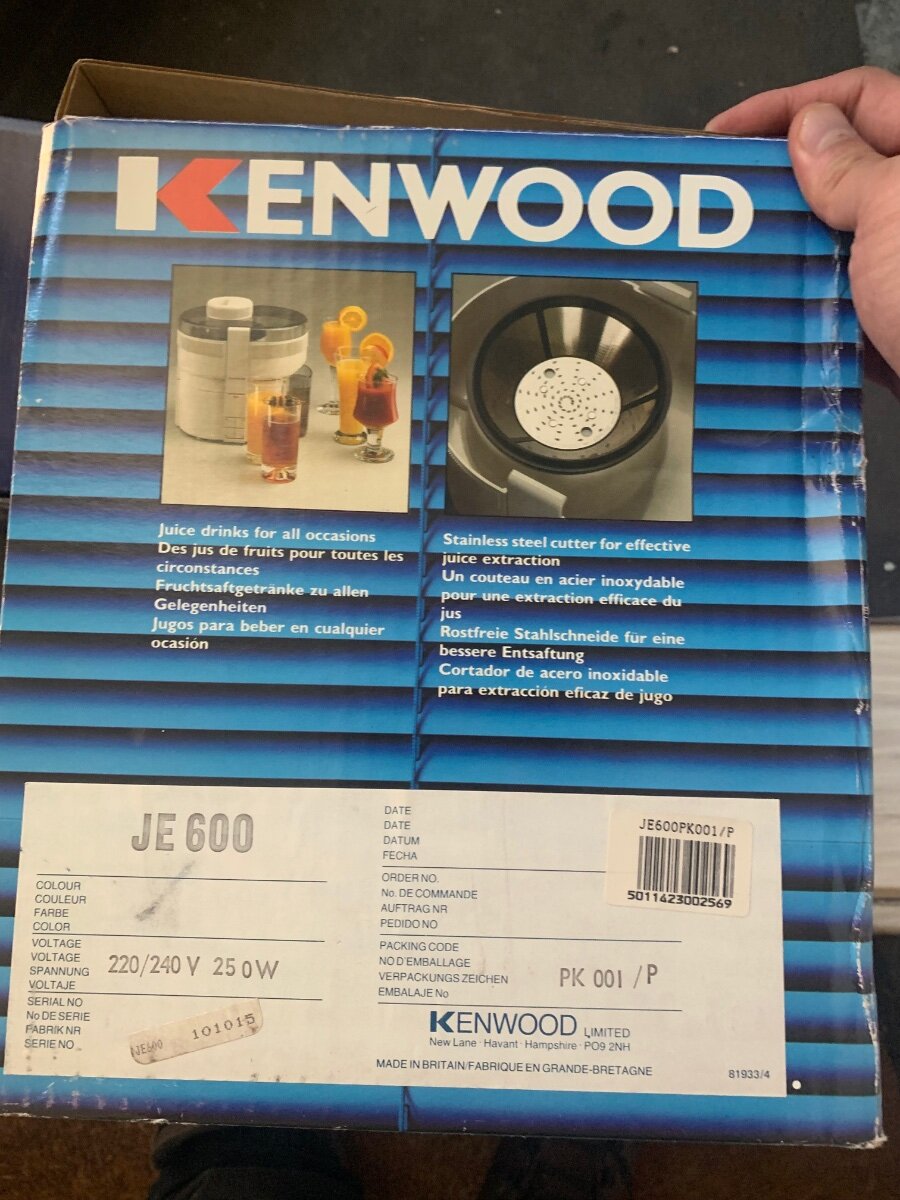 KENWOOD
Juice drinks for all occasions
Des jus de fruits pour toutes les
circonstances
Fruchtsaftgetränke zu allen
Gelegenheiten
Jugos para beber en cualquier
ocasión
Stainless steel cutter for effective
juice extraction
Un couteau en acier inoxydable
pour une extraction efficace du
jus
Rostfreie Stahlschneide für eine
bessere Entsaftung
Cortador de acero inoxidable
para extracción eficaz de jugo
JE 600
COLOUR
COULEUR
FARBE
COLOR
VOLTAGE
VOLTAGE
SPANNUNG
VOLTAJE
220/240 V 250W
SERIAL NO
No DE SERIE
FABRIK NR
SERIE NO
JE600 101015
DATE
DATE
DATUM
FECHA
ORDER NO.
No. DE COMMANDE
AUFTRAG NR
PEDIDO NO
PACKING CODE
NO D'EMBALLAGE
VERPACKUNGS ZEICHEN
EMBALAJE No
PK 001 /P
JE600PK001/P
5011423002569
KENWOOD LIMITED
New Lane · Havant · Hampshire · PO9 2NH
MADE IN BRITAIN/FABRIQUE EN GRANDE-BRETAGNE
81933/4